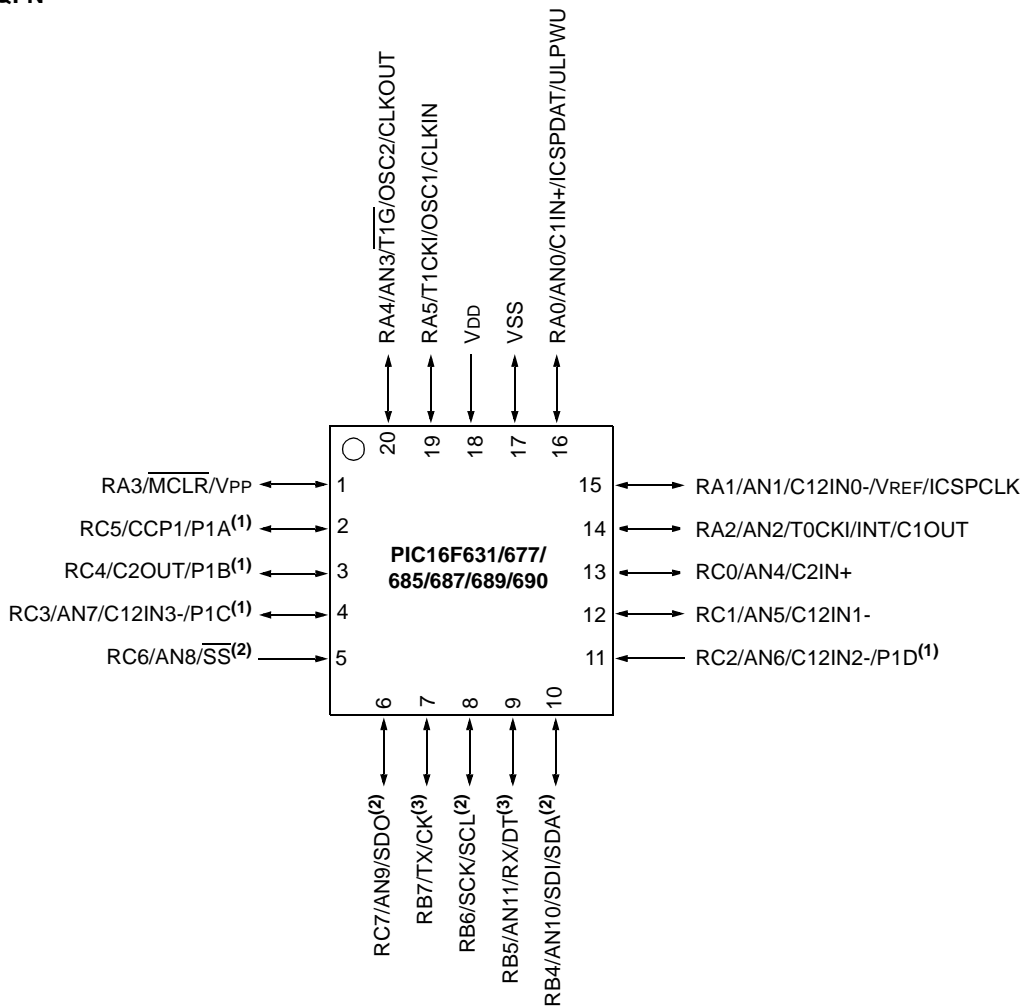 RA4/AN3/T1G/OSC2/CLKOUT
RA5/T1CKI/OSC1/CLKIN
VDD
VSS
RA0/AN0/C1IN+/ICSPDAT/ULPWU
20
19
18
17
16
RA3/MCLR/VPP
1
15
RA1/AN1/C12IN0-/VREF/ICSPCLK
RC5/CCP1/P1A(1)
2
14
RA2/AN2/T0CKI/INT/C1OUT
RC4/C2OUT/P1B(1)
3
PIC16F631/677/
685/687/689/690
13
RC0/AN4/C2IN+
RC3/AN7/C12IN3-/P1C(1)
4
12
RC1/AN5/C12IN1-
RC6/AN8/SS(2)
5
11
RC2/AN6/C12IN2-/P1D(1)
6
7
8
9
10
RC7/AN9/SDO(2)
RB7/TX/CK(3)
RB6/SCK/SCL(2)
RB5/AN11/RX/DT(3)
RB4/AN10/SDI/SDA(2)